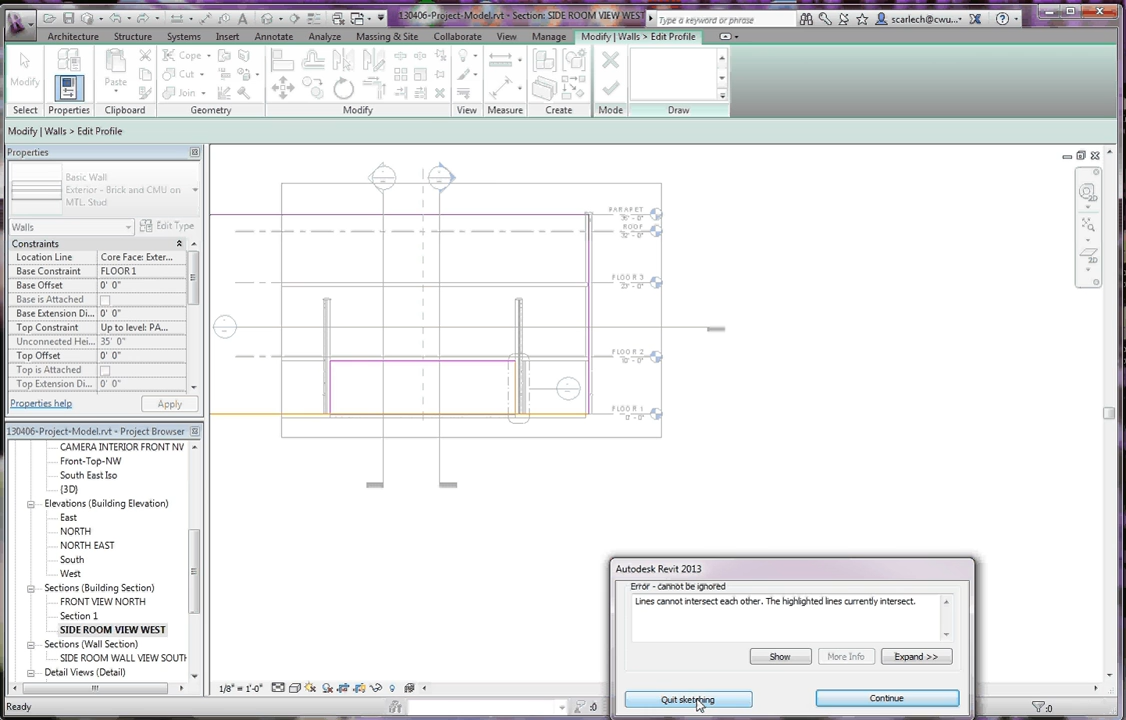 130406-Project-Model.rvt - Section: SIDE ROOM VIEW WEST
Type a keyword or phrase
scarlech@cwu...
Architecture Structure Systems Insert Annotate Analyze Massing & Site Collaborate View Manage Modify | Walls > Edit Profile
Modify
Paste
Cope
Cut
Join
Select Properties Clipboard Geometry Modify View Measure Create Mode Draw
Modify | Walls > Edit Profile
Properties
Basic Wall
Exterior - Brick and CMU on
MTL. Stud
Walls
Edit Type
Constraints
Location Line Core Face: Exter...
Base Constraint FLOOR 1
Base Offset 0' 0"
Base is Attached
Base Extension Di... 0' 0"
Top Constraint Up to level: PA...
Unconnected Hei... 35' 0"
Top Offset 0' 0"
Top is Attached
Top Extension Di... 0' 0"
Properties help
Apply
130406-Project-Model.rvt - Project Browser
CAMERA INTERIOR FRONT NV
Front-Top-NW
South East Iso
{3D}
Elevations (Building Elevation)
East
NORTH
NORTH EAST
South
West
Sections (Building Section)
FRONT VIEW NORTH
Section 1
SIDE ROOM VIEW WEST
Sections (Wall Section)
SIDE ROOM WALL VIEW SOUTH
Detail Views (Detail)
PARAPET
ROOF
FLOOR 3
FLOOR 2
FLOOR 1
0' - 0"
Autodesk Revit 2013
Error - cannot be ignored
Lines cannot intersect each other. The highlighted lines currently intersect.
Show
More Info
Expand >>
Quit sketching
Continue
1/8" = 1'-0"
Ready
:0
:0